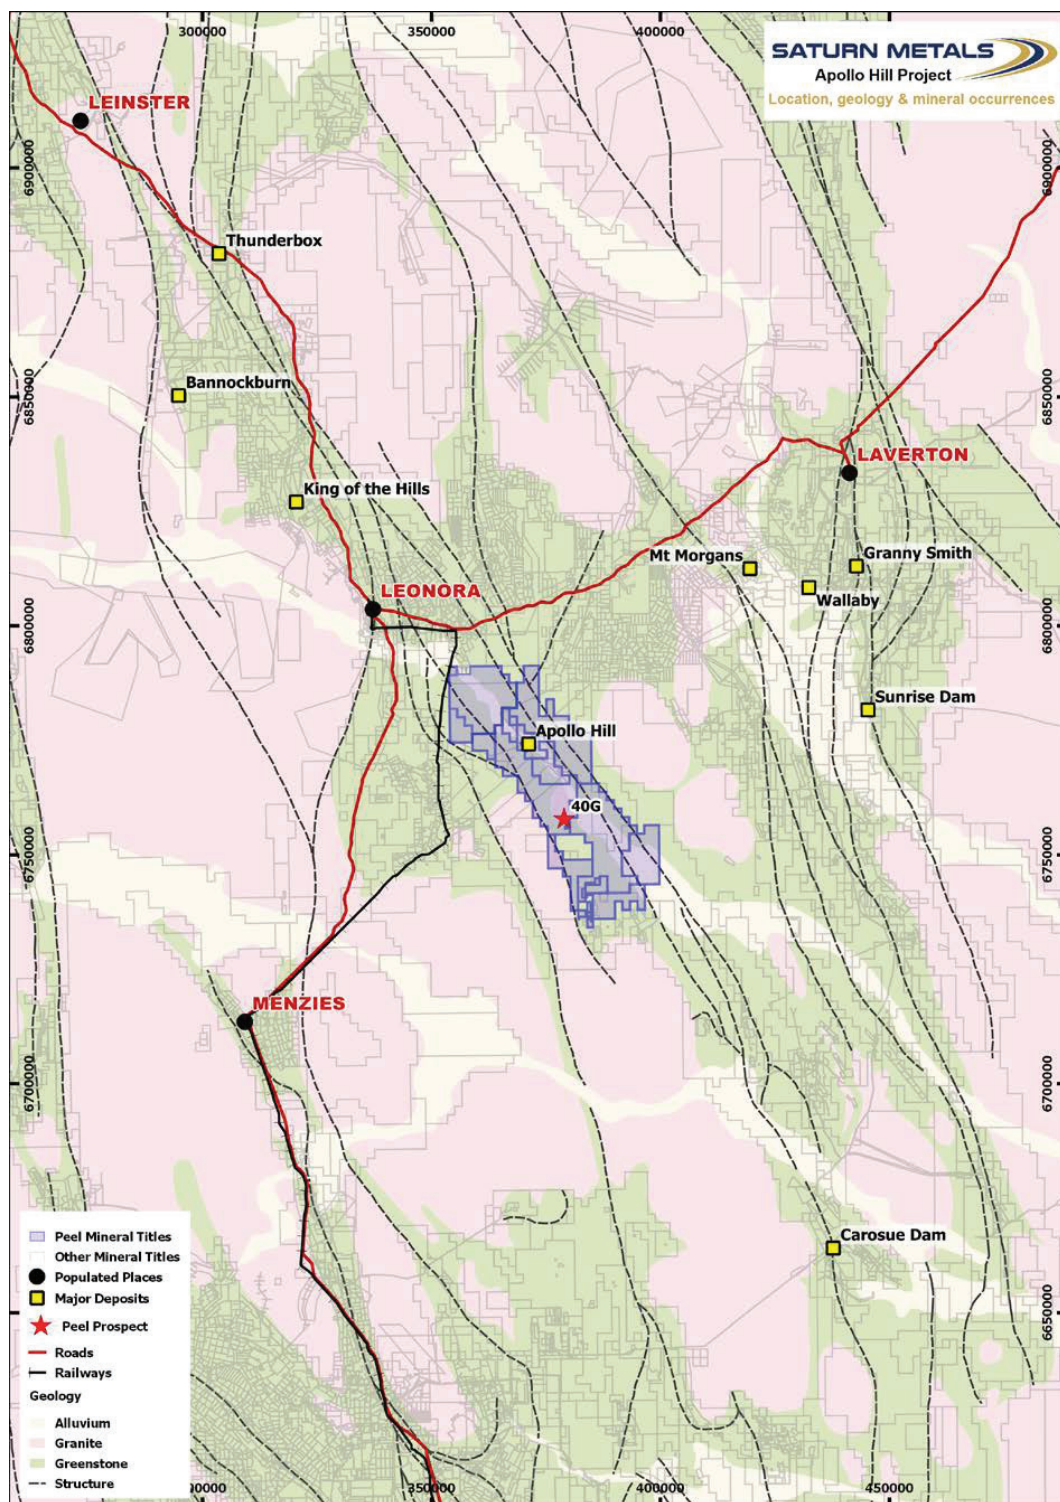 300000
350000
400000
SATURN METALS
Apollo Hill Project
Location, geology & mineral occurrences
LEINSTER
6900000
6900000
Thunderbox
Bannockburn
6850000
6850000
LAVERTON
King of the Hills
Mt Morgans
Granny Smith
Wallaby
LEONORA
6800000
6800000
Sunrise Dam
Apollo Hill
40G
6750000
6750000
MENZIES
6700000
6700000
Carosue Dam
6650000
Peel Mineral Titles
Other Mineral Titles
Populated Places
Major Deposits
Peel Prospect
Roads
Railways
Geology
Alluvium
Granite
Greenstone
Structure
350000
400000
450000